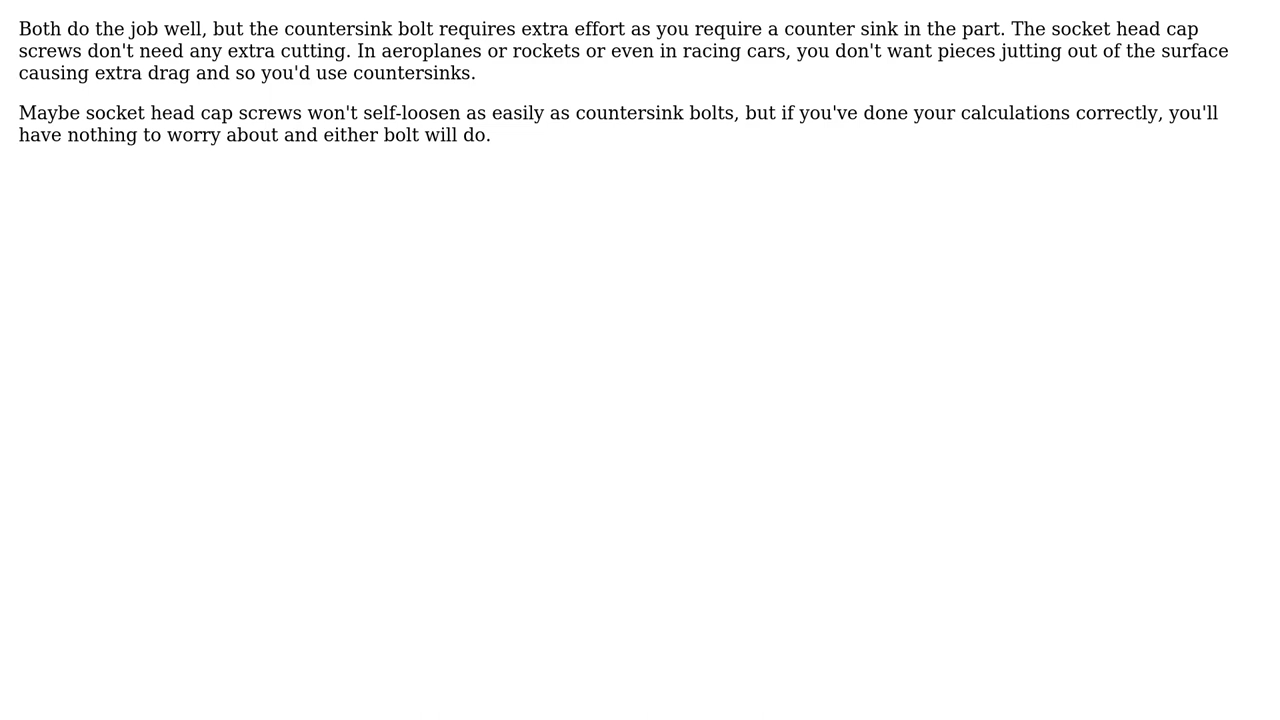 Both do the job well, but the countersink bolt requires extra effort as you require a counter sink in the part. The socket head cap
screws don't need any extra cutting. In aeroplanes or rockets or even in racing cars, you don't want pieces jutting out of the surface
causing extra drag and so you'd use countersinks.
Maybe socket head cap screws won't self-loosen as easily as countersink bolts, but if you've done your calculations correctly, you'll
have nothing to worry about and either bolt will do.